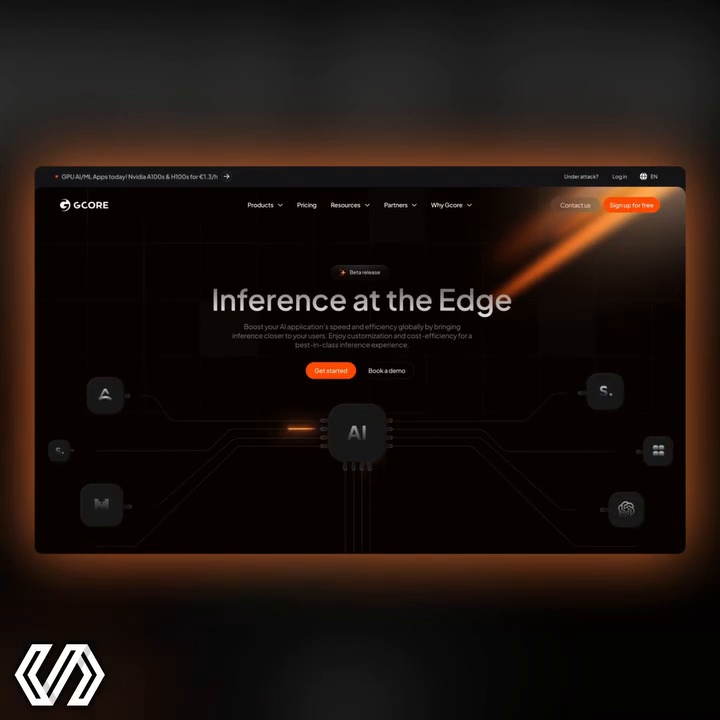 GPU AI/ML Apps today! Nvidia A100s & H100s for €1.3/h
Under attack?
Log in
EN
GCORE
Products
Pricing
Resources
Partners
Why Gcore
Contact us
Sign up for free
Beta release
Inference at the Edge
Boost your AI application's speed and efficiency globally by bringing
inference closer to your users. Enjoy customization and cost-efficiency for a
best-in-class inference experience.
Get started
Book a demo
S.
AI
S.
M